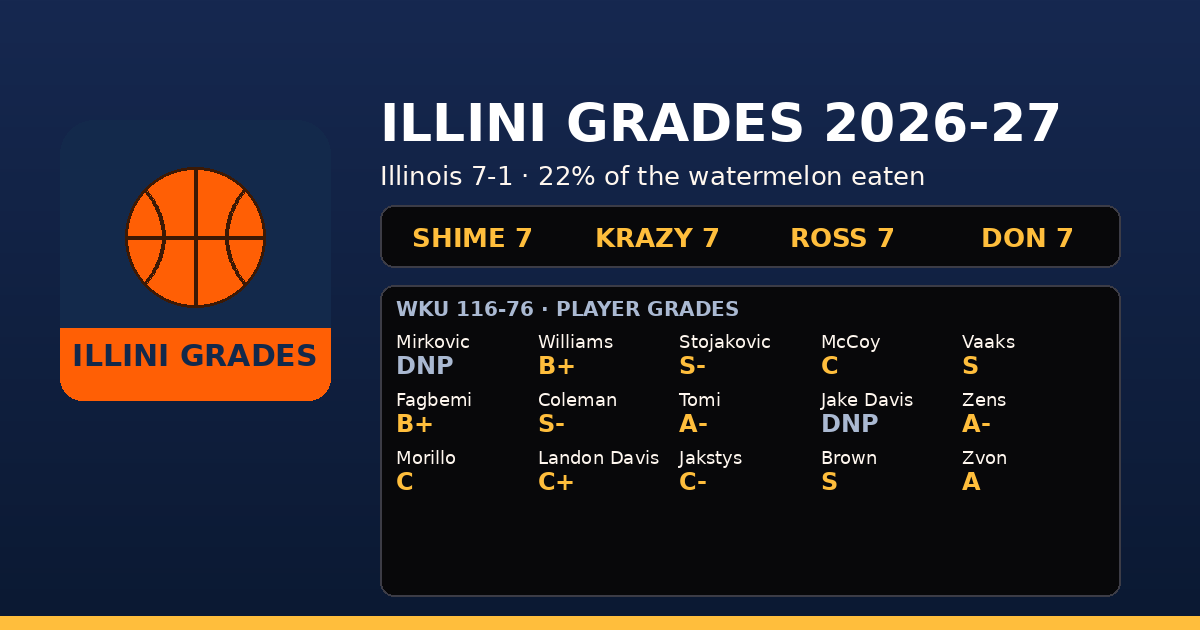 ILLINI GRADES 2026-27
Illinois 7-1 · 22% of the watermelon eaten
SHIME 7 KRAZY 7 ROSS 7 DON 7
ILLINI GRADES
WKU 116-76 · PLAYER GRADES
Mirkovic Williams Stojakovic McCoy Vaaks
DNP B+ S- C S
Fagbemi Coleman Tomi Jake Davis Zens
B+ S- A- DNP A-
Morillo Landon Davis Jakstys Brown Zvon
C C+ C- S A